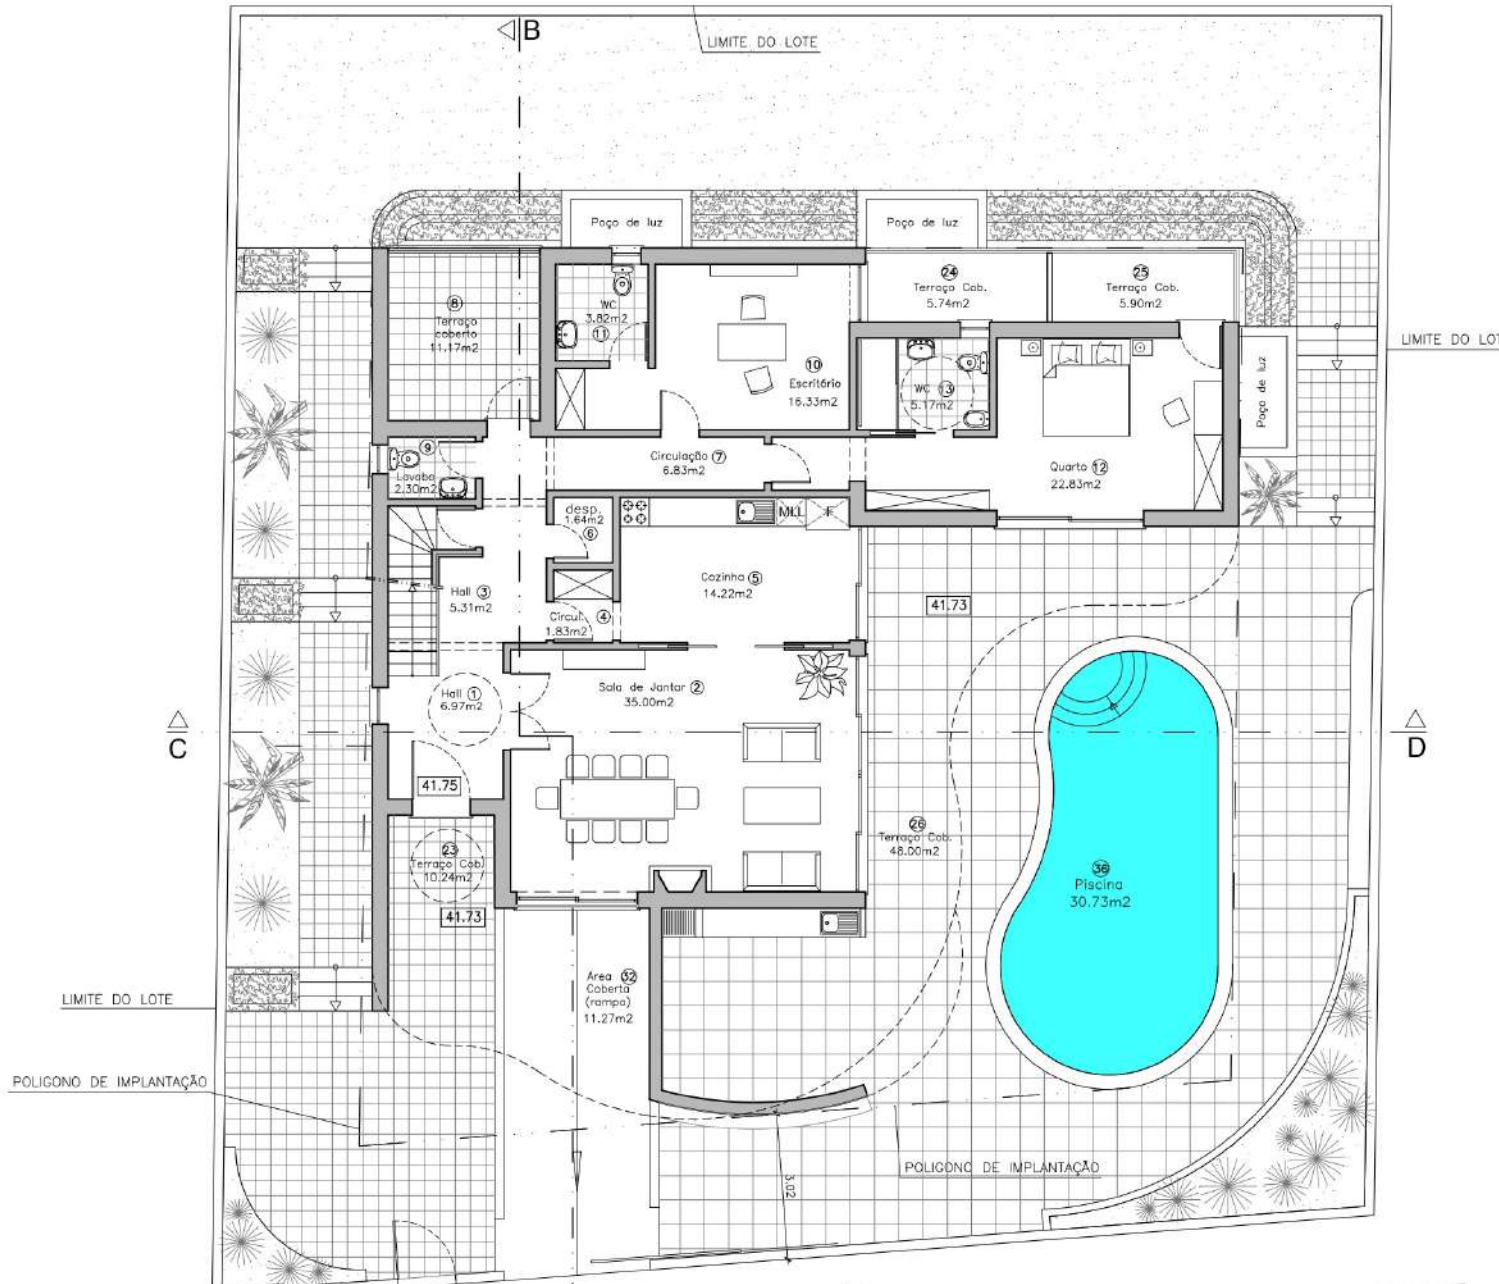 B
LIMITE DO LOTE
Poço de luz
Poço de luz
24
Terraço Cob.
5.74m2
25
Terraço Cob.
5.90m2
8
Terraço
coberto
11.17m2
WC
3.82m2
11
10
Escritório
16.33m2
WC 13
5.17m2
Poço de luz
LIMITE DO LOT
9
Lavabo
2.30m2
Circulação 7
6.83m2
Quarto 12
22.83m2
desp.
1.64m2
6
MLL F
Hall 3
5.31m2
Cozinha 5
14.22m2
Circul. 4
1.83m2
41.73
Hall 1
6.97m2
Sala de Jantar 2
35.00m2
C
D
41.75
23
Terraço Cob.
10.24m2
41.73
26
Terraço Cob.
48.00m2
36
Piscina
30.73m2
Area 32
Coberta
(rampa)
11.27m2
LIMITE DO LOTE
POLIGONO DE IMPLANTAÇÃO
POLIGONO DE IMPLANTAÇÃO
3.02